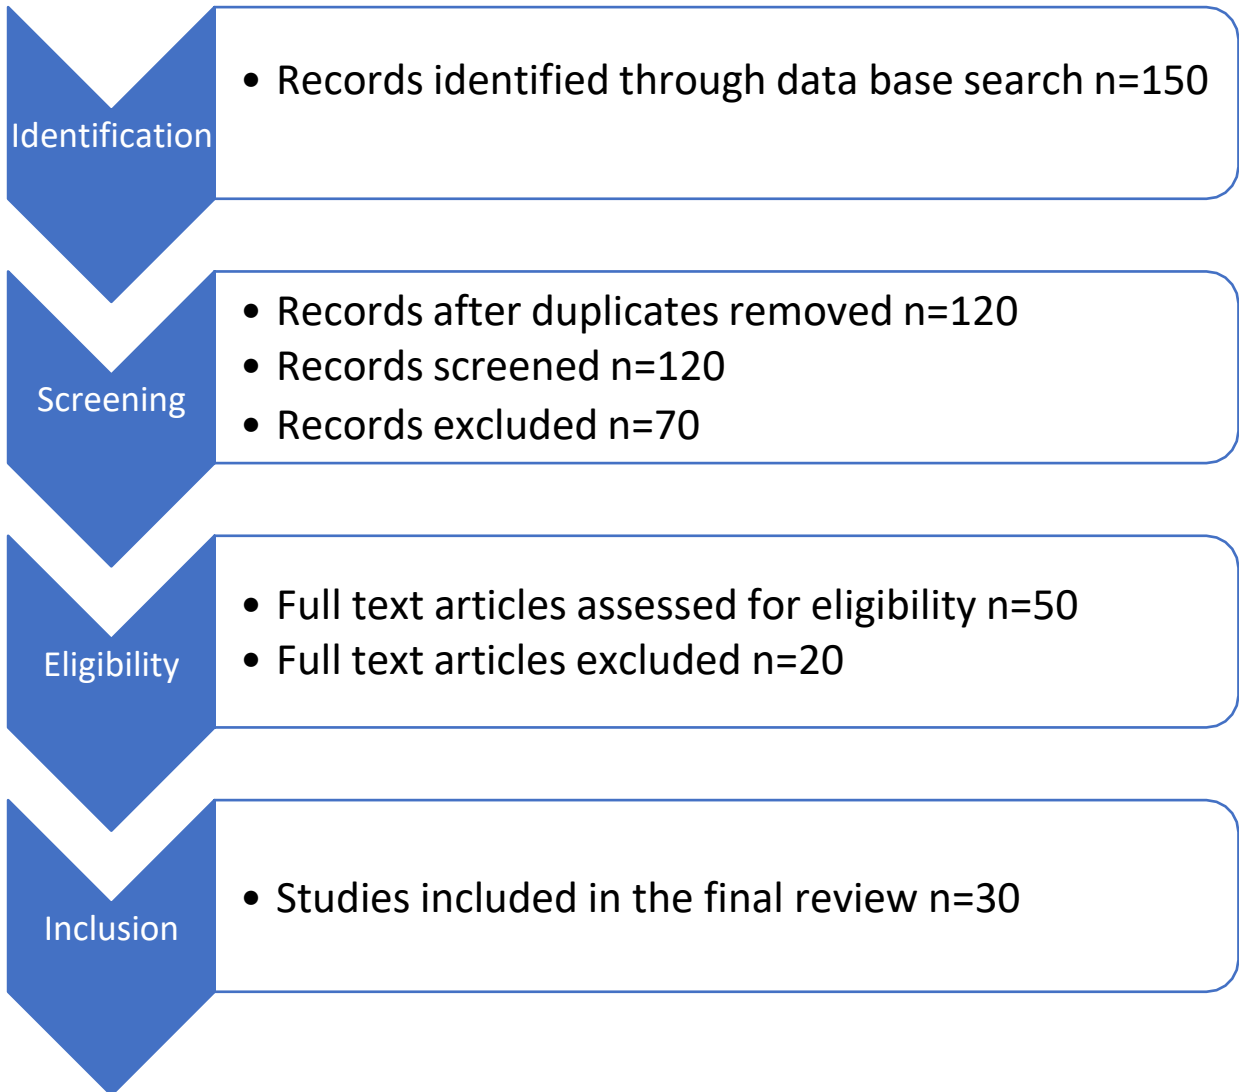 Identification
• Records identified through data base search n=150
Screening
• Records after duplicates removed n=120
• Records screened n=120
• Records excluded n=70
Eligibility
• Full text articles assessed for eligibility n=50
• Full text articles excluded n=20
Inclusion
• Studies included in the final review n=30